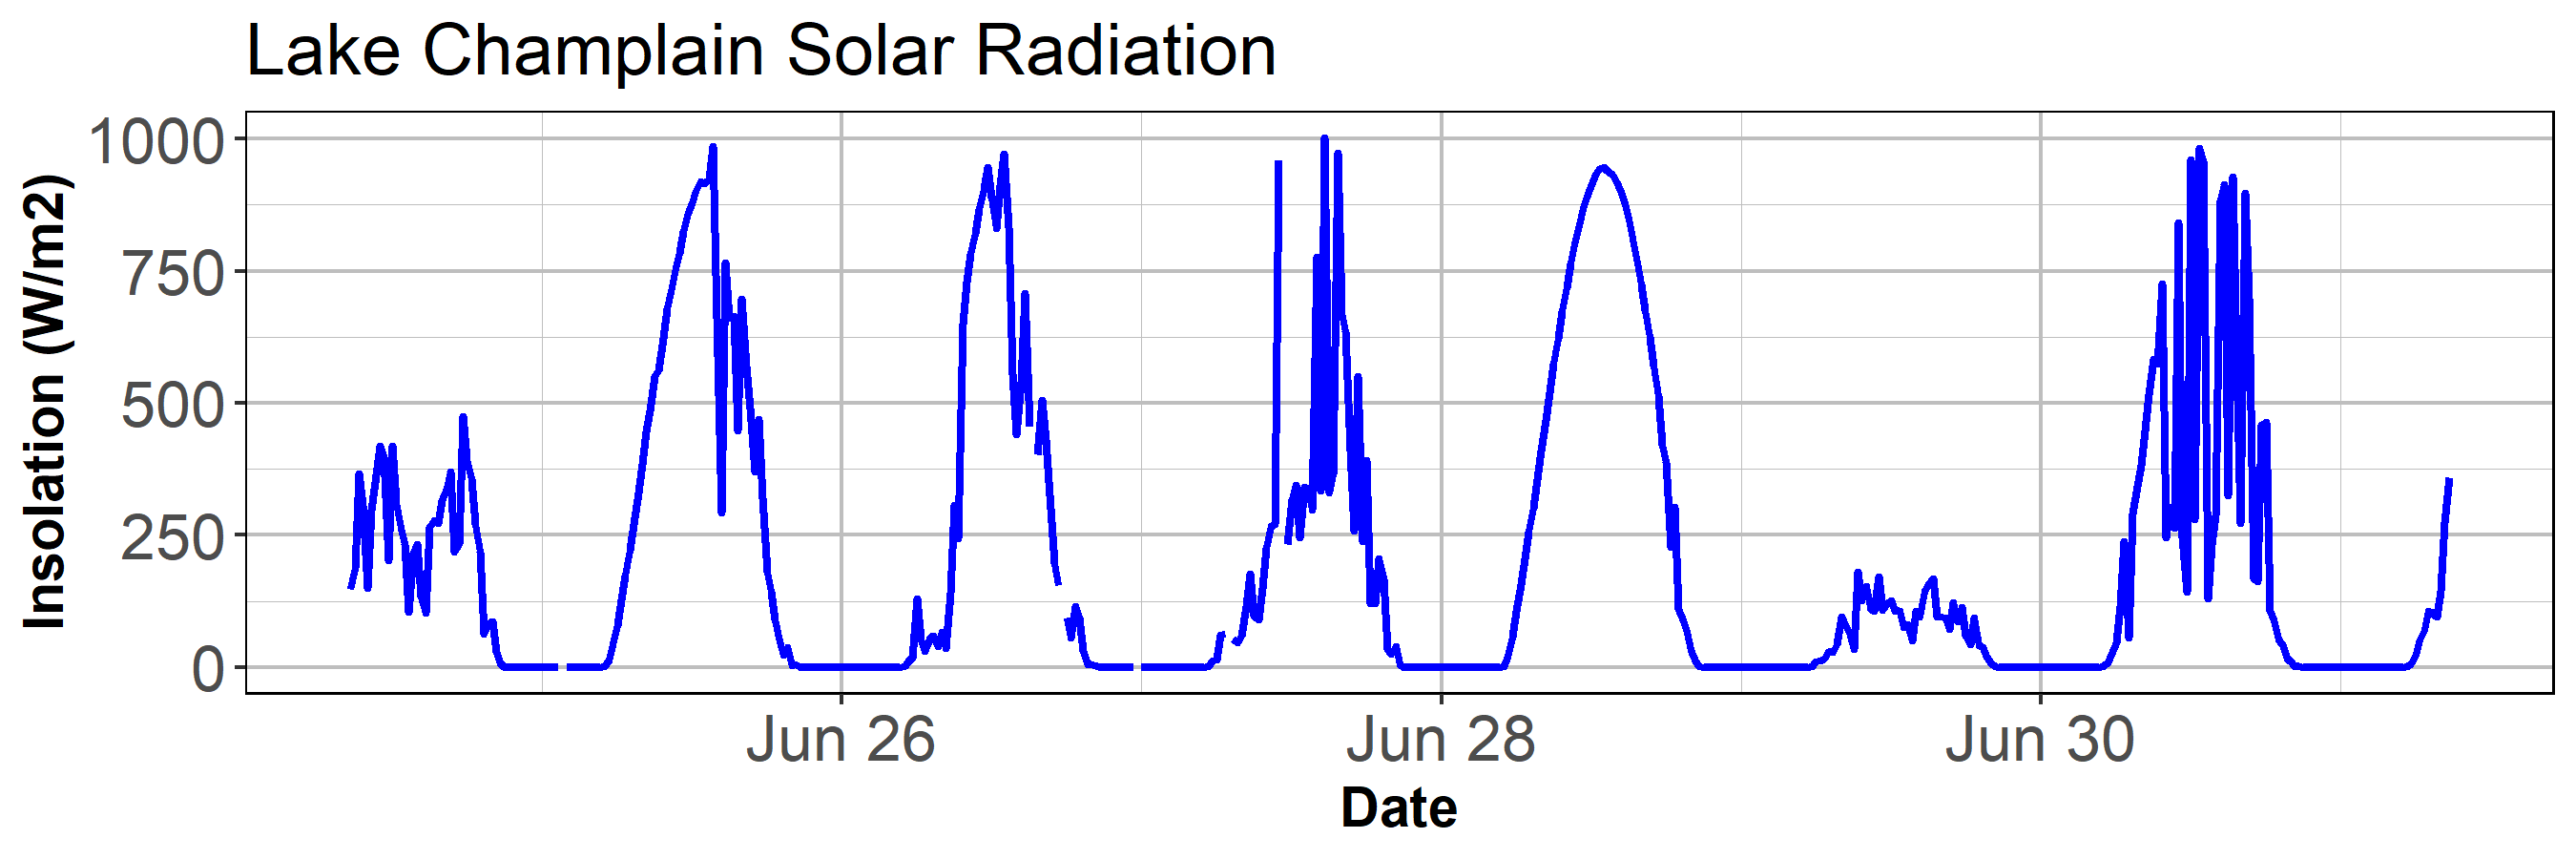 Lake Champlain Solar Radiation
Insolation (W/m2)
1000
750
500
250
0
Jun 26 Jun 28 Jun 30
Date